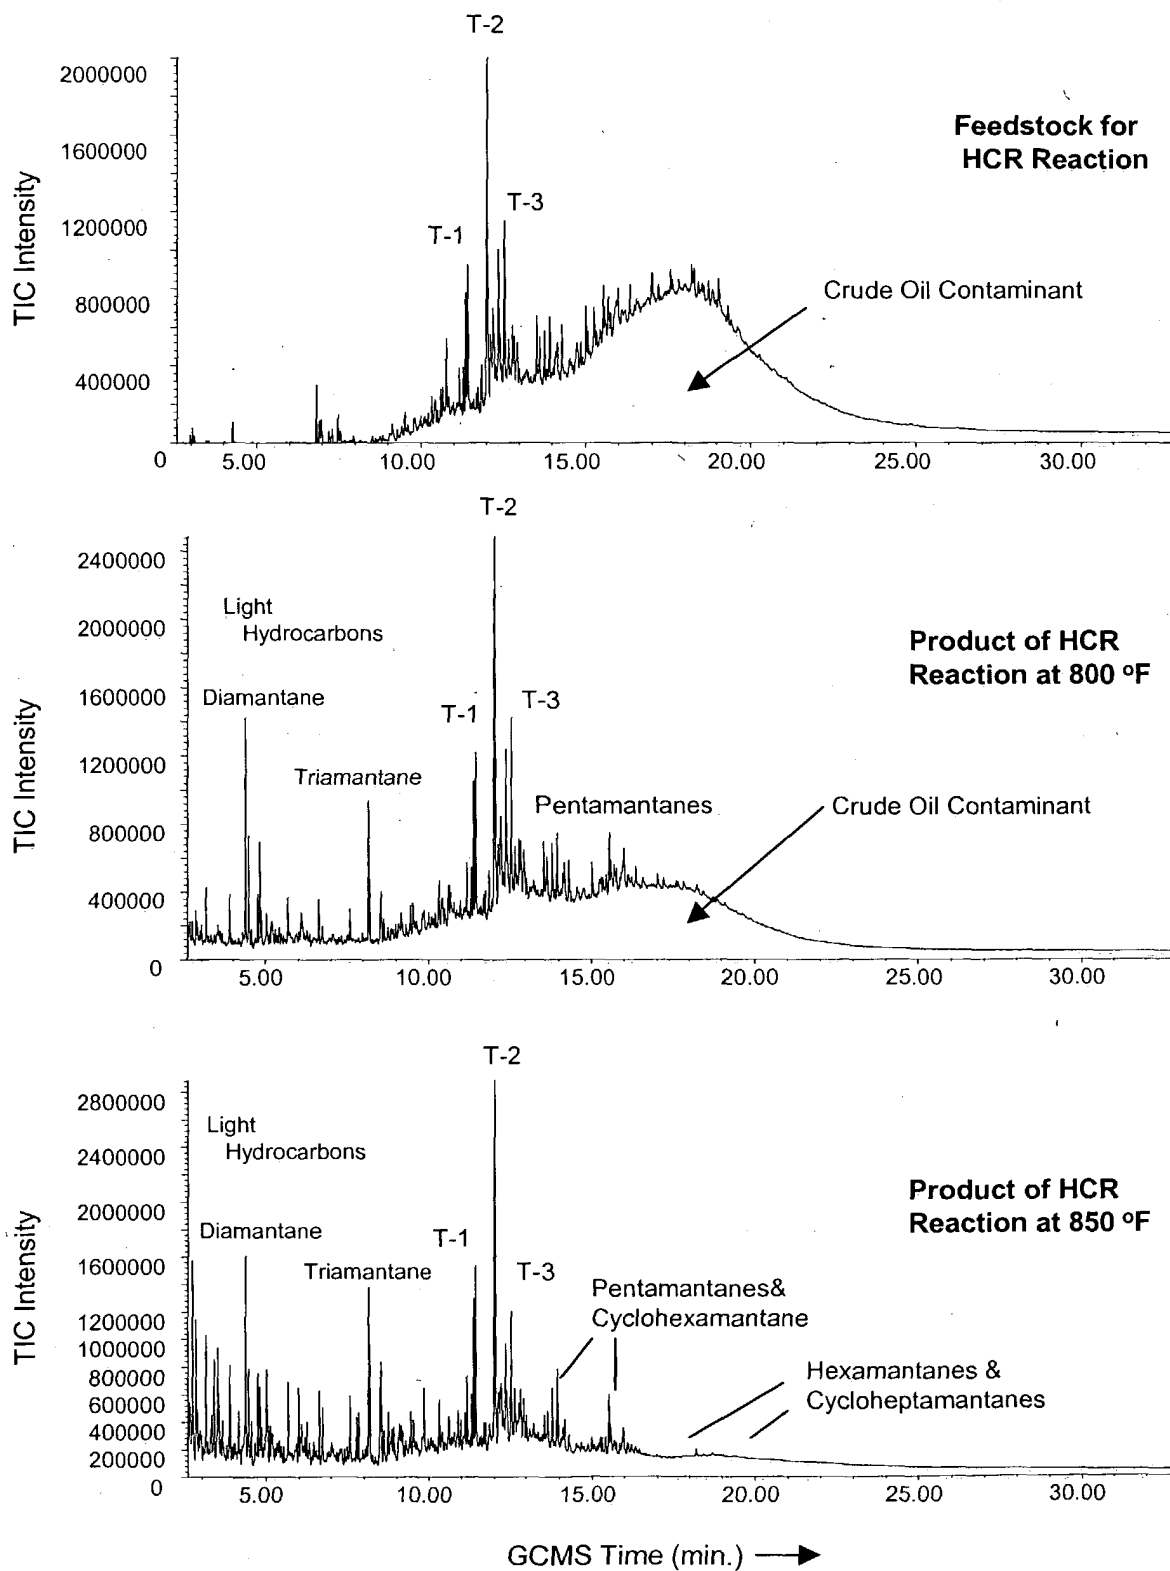 T-2
2000000
1600000
1200000
800000
400000
0
TIC Intensity
T-1
T-3
Feedstock for
HCR Reaction
Crude Oil Contaminant
5.00 10.00 15.00 20.00 25.00 30.00
T-2
2400000
2000000
1600000
1200000
800000
400000
0
TIC Intensity
Light
Hydrocarbons
Diamantane
Triamantane
T-1
T-3
Pentamantanes
Product of HCR
Reaction at 800 ºF
Crude Oil Contaminant
5.00 10.00 15.00 20.00 25.00 30.00
T-2
2800000
2400000
2000000
1600000
1200000
1000000
800000
600000
400000
200000
0
TIC Intensity
Light
Hydrocarbons
Diamantane
Triamantane
T-1
T-3
Product of HCR
Reaction at 850 ºF
Pentamantanes&
Cyclohexamantane
Hexamantanes &
Cycloheptamantanes
5.00 10.00 15.00 20.00 25.00 30.00
GCMS Time (min.)